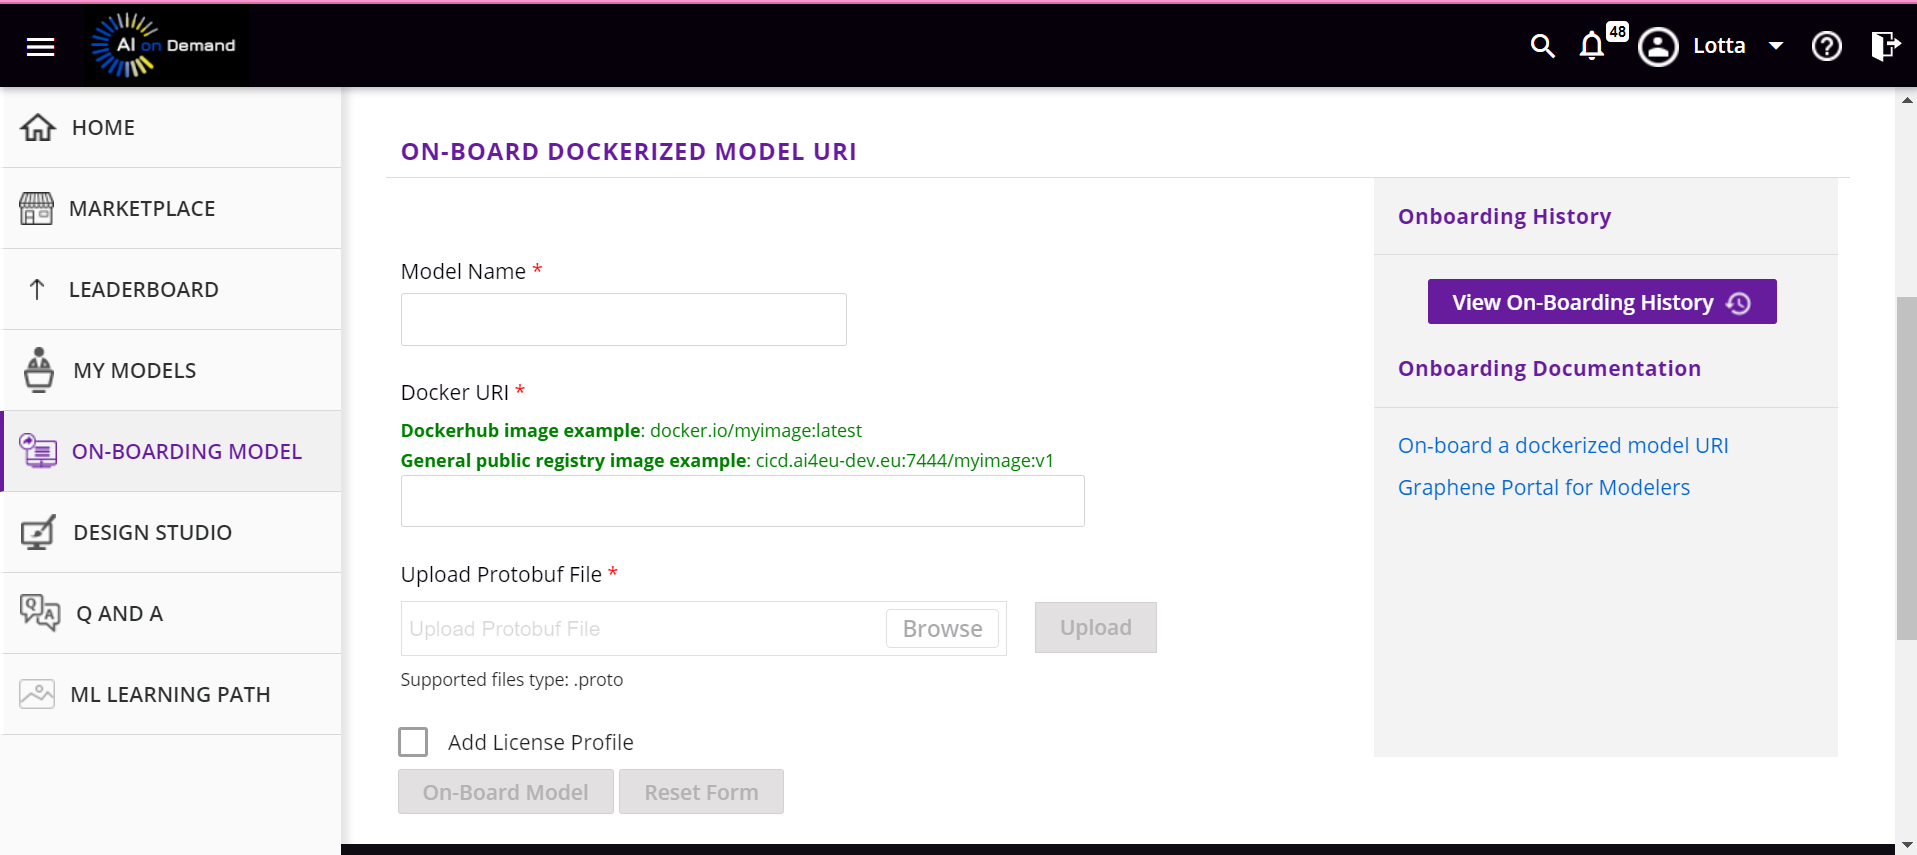 AI on Demand
48
Lotta
HOME
MARKETPLACE
LEADERBOARD
MY MODELS
ON-BOARDING MODEL
DESIGN STUDIO
Q AND A
ML LEARNING PATH
ON-BOARD DOCKERIZED MODEL URI
Model Name *
Docker URI *
Dockerhub image example: docker.io/myimage:latest
General public registry image example: cicd.ai4eu-dev.eu:7444/myimage:v1
Upload Protobuf File *
Upload Protobuf File
Browse
Upload
Supported files type: .proto
Add License Profile
On-Board Model
Reset Form
Onboarding History
View On-Boarding History
Onboarding Documentation
On-board a dockerized model URI
Graphene Portal for Modelers